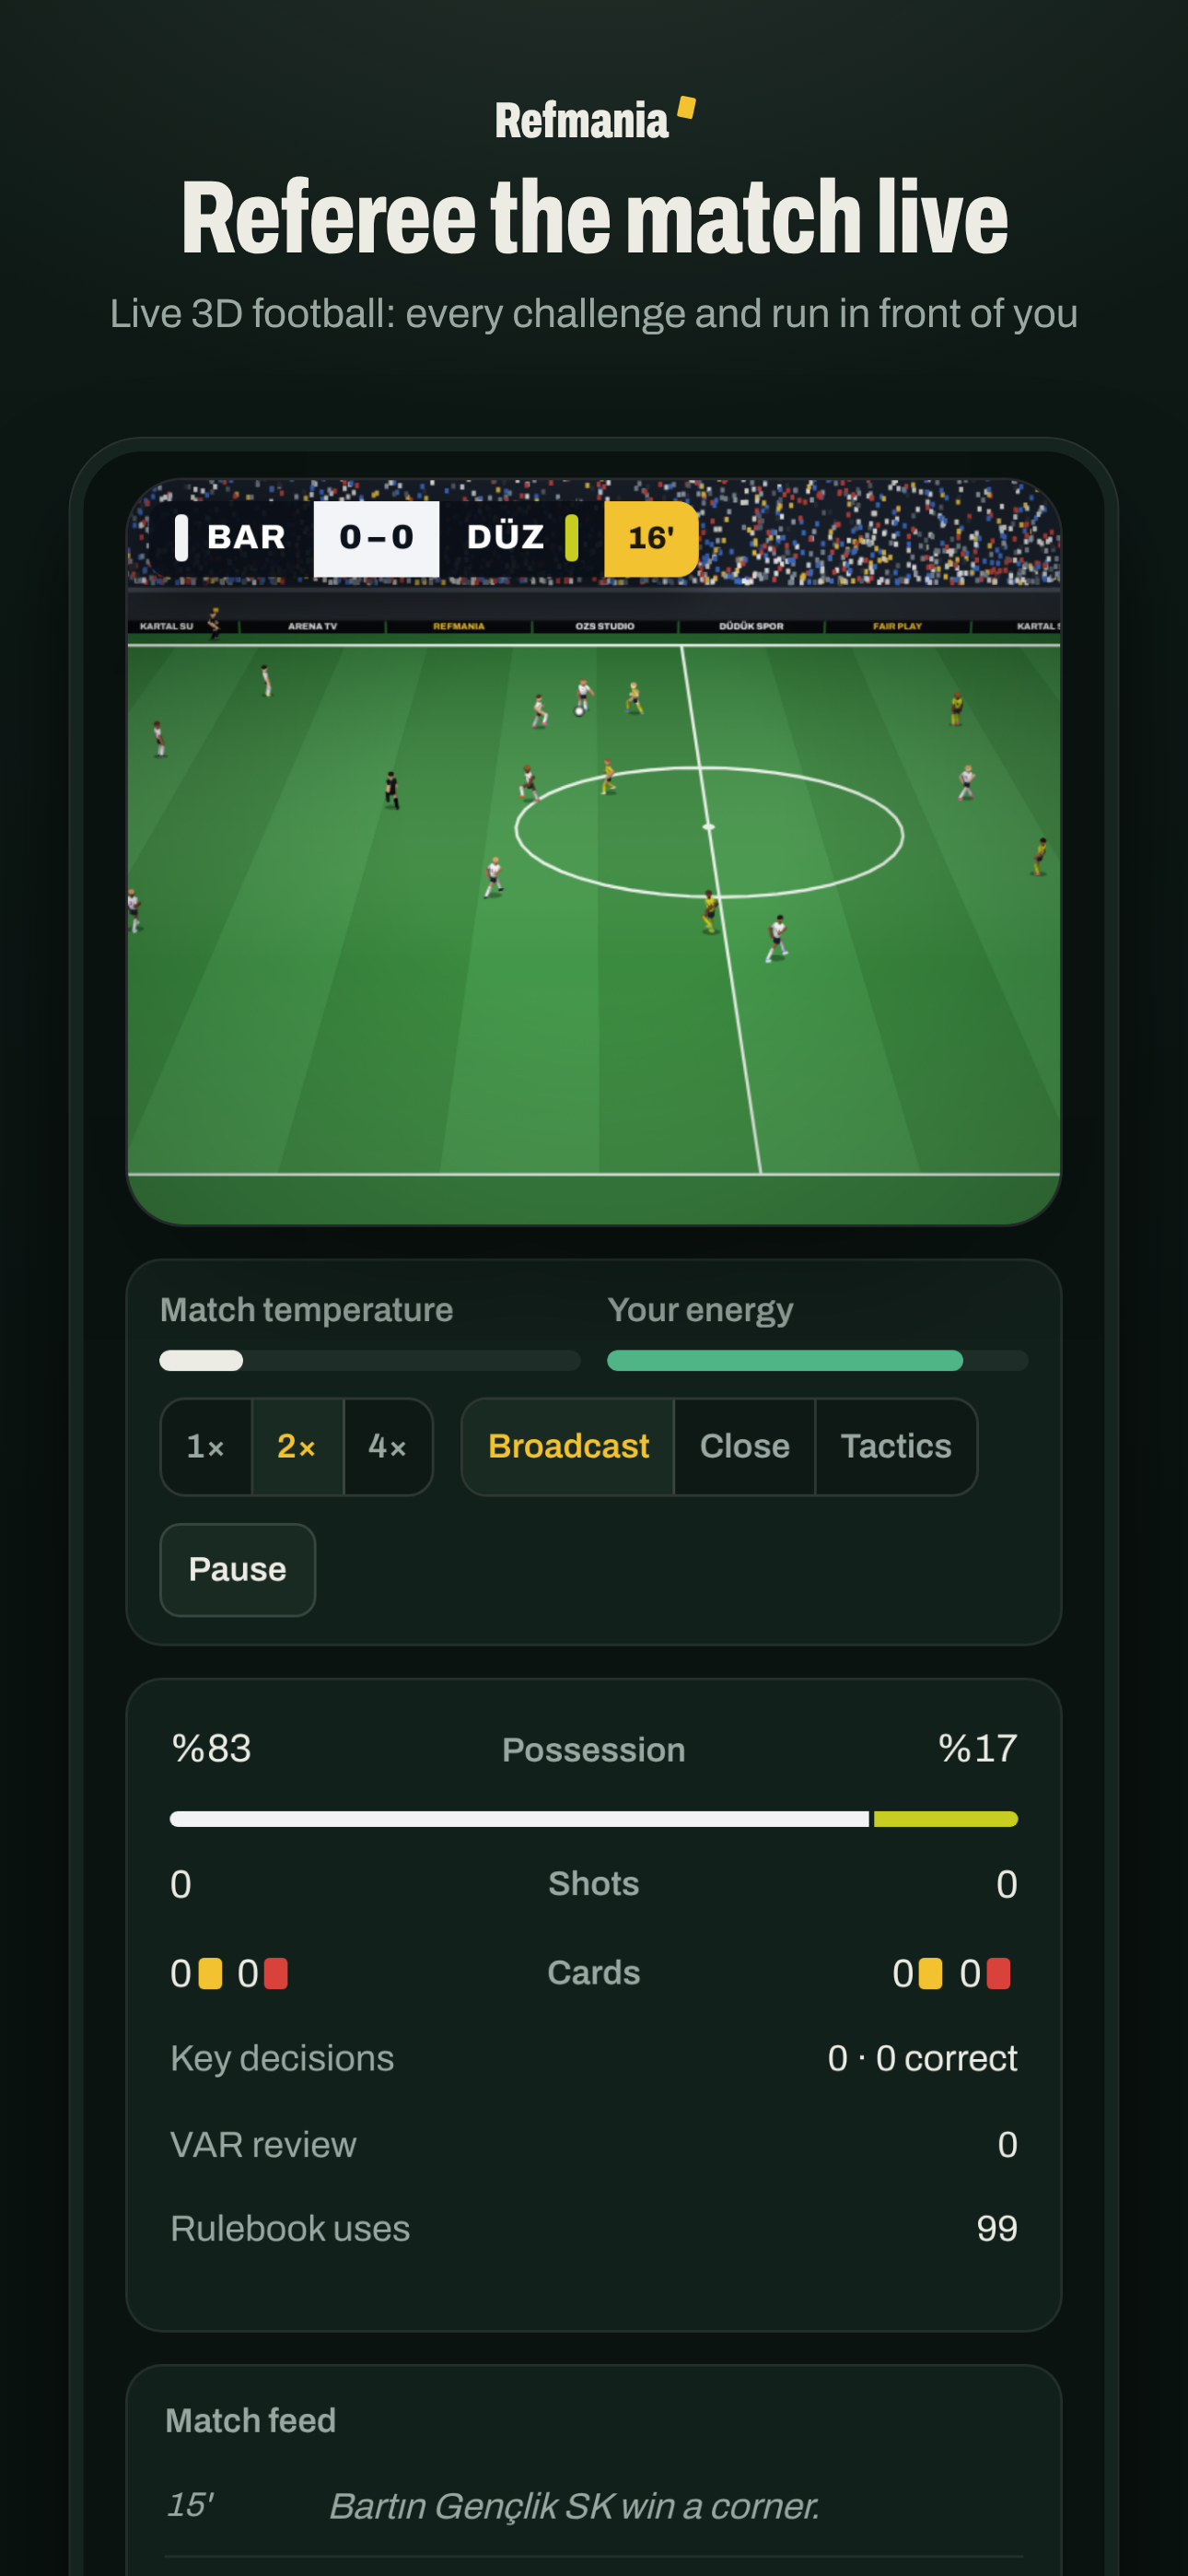 Refmania
Referee the match live
Live 3D football: every challenge and run in front of you
BAR 0–0 DÜZ 16'
KARTAL SU ARENA TV REFMANIA OZS STUDIO DÜDÜK SPOR FAIR PLAY KARTAL S
Match temperature Your energy
1× 2× 4× Broadcast Close Tactics
Pause
%83 Possession %17
0 Shots 0
0 0 Cards 0 0
Key decisions 0 · 0 correct
VAR review 0
Rulebook uses 99
Match feed
15' Bartın Gençlik SK win a corner.